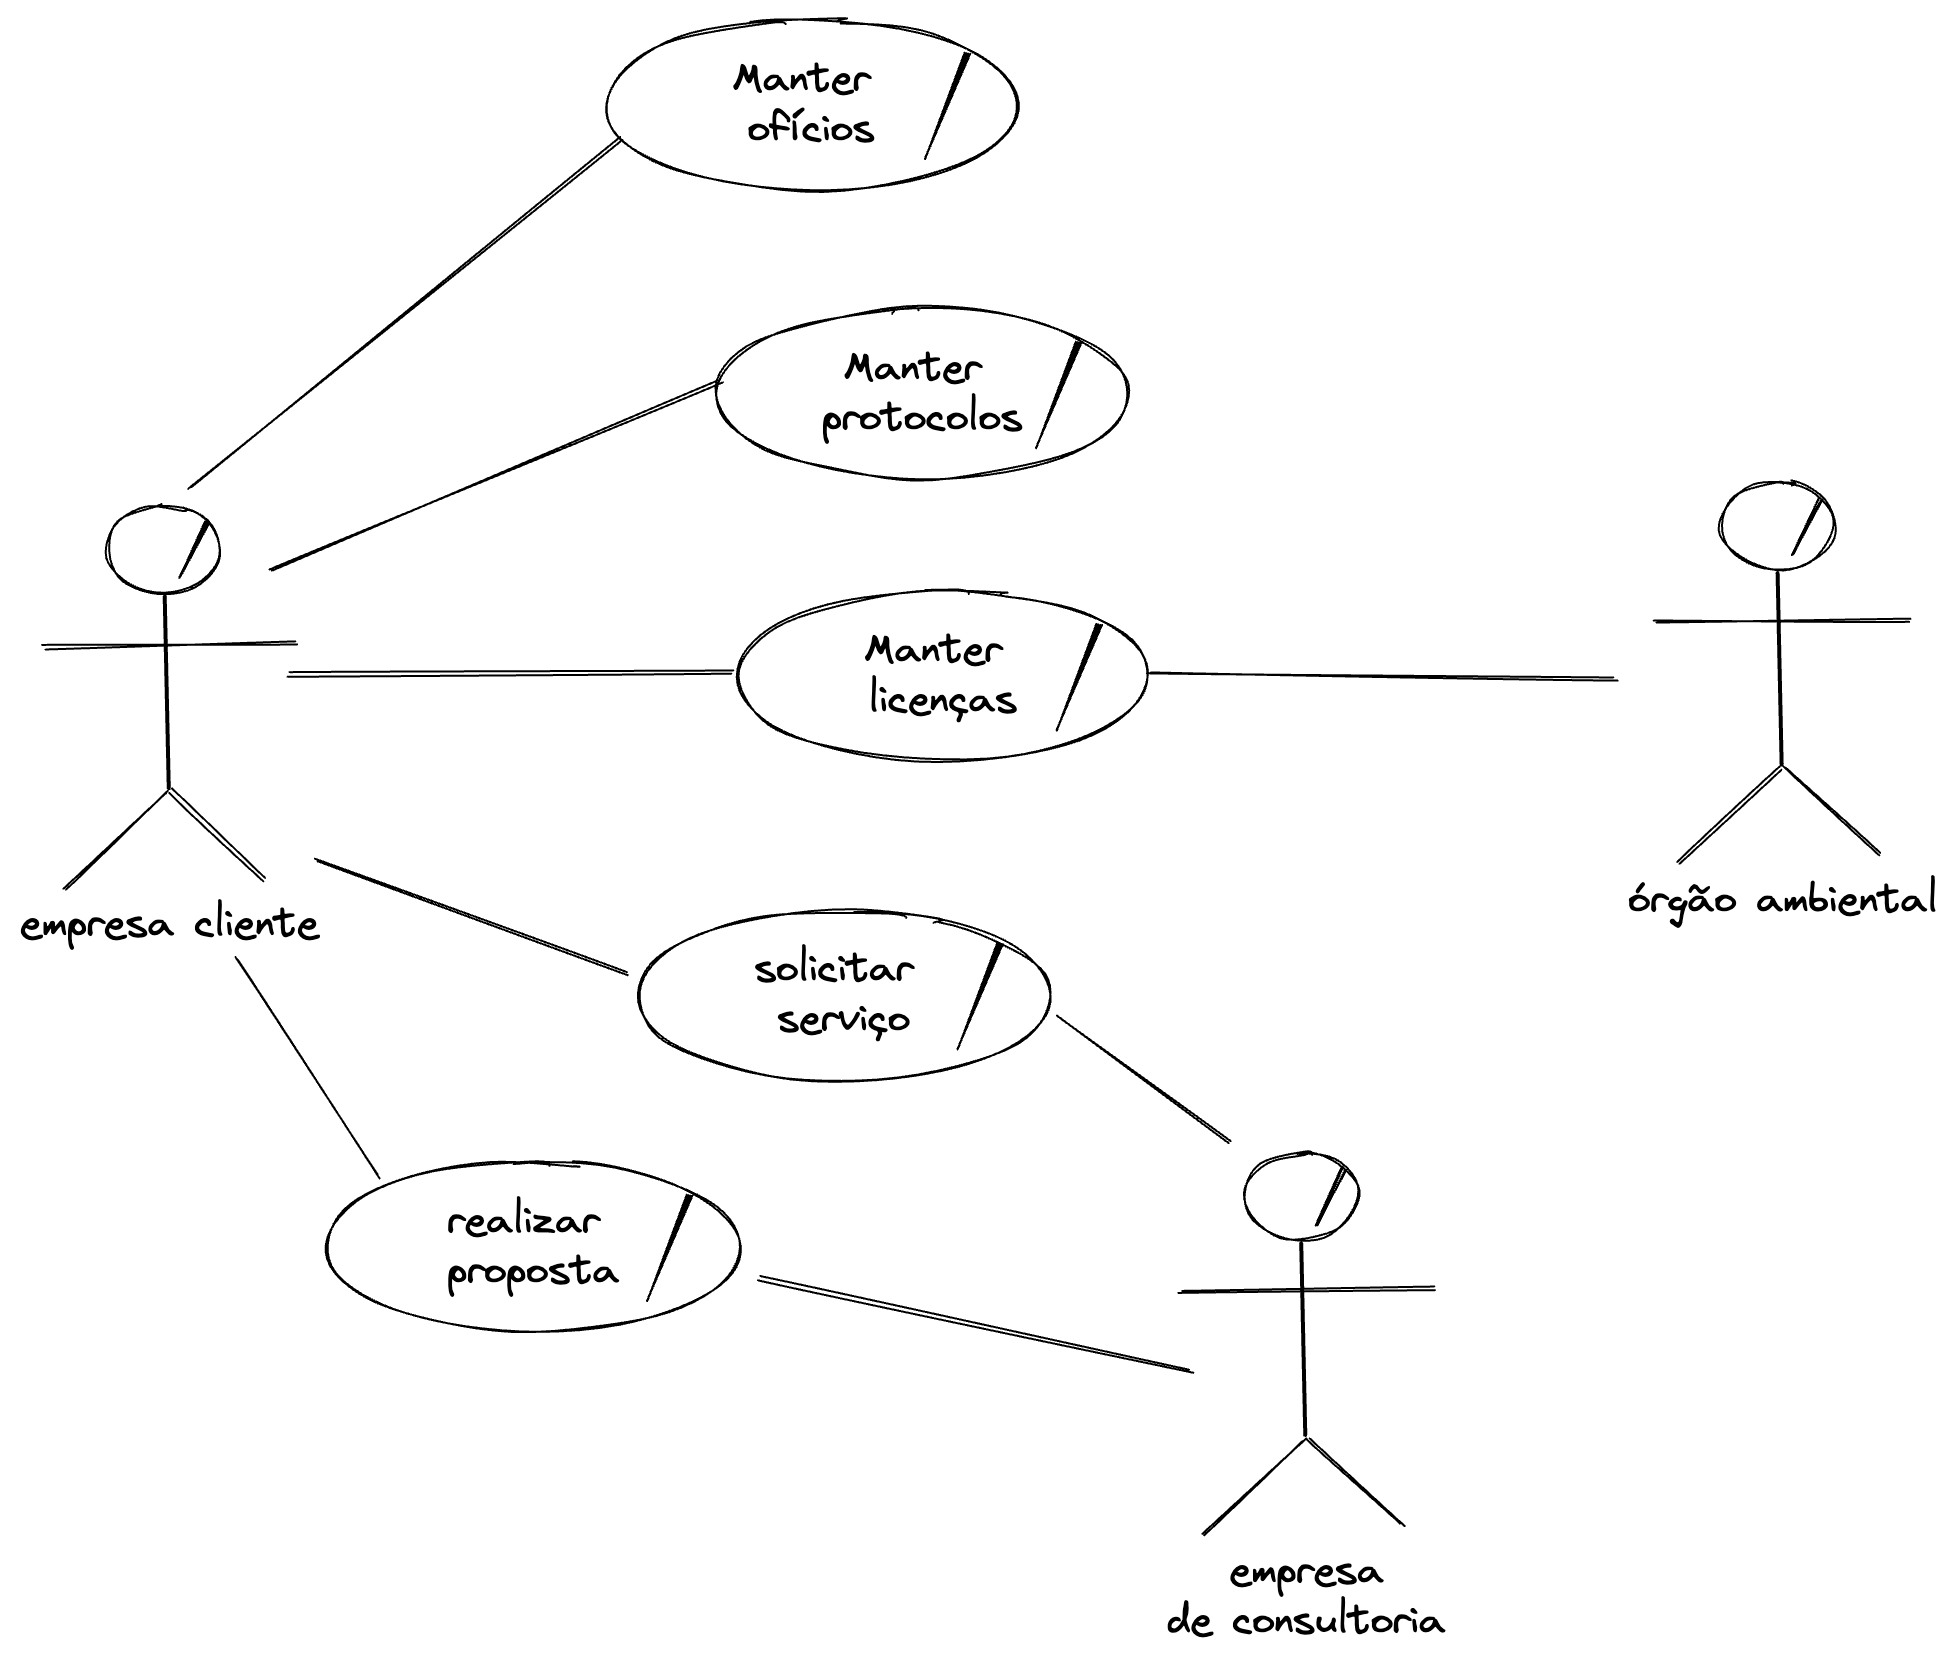 Manter
ofícios
Manter
protocolos
Manter
licenças
empresa cliente
órgão ambiental
solicitar
serviço
realizar
proposta
empresa
de consultoria